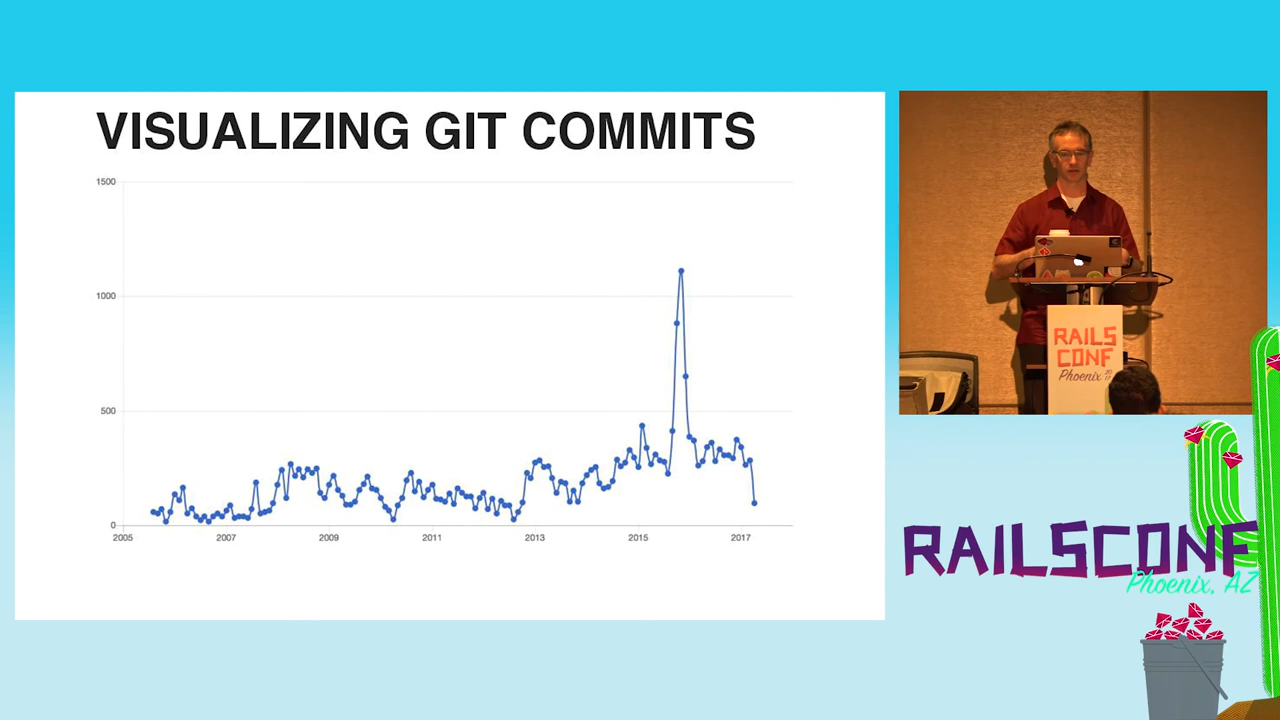 VISUALIZING GIT COMMITS
1500
1000
500
0
2005
2007
2009
2011
2013
2015
2017
RAILS
CONF
Phoenix 2017
RAILSCONF
Phoenix, AZ